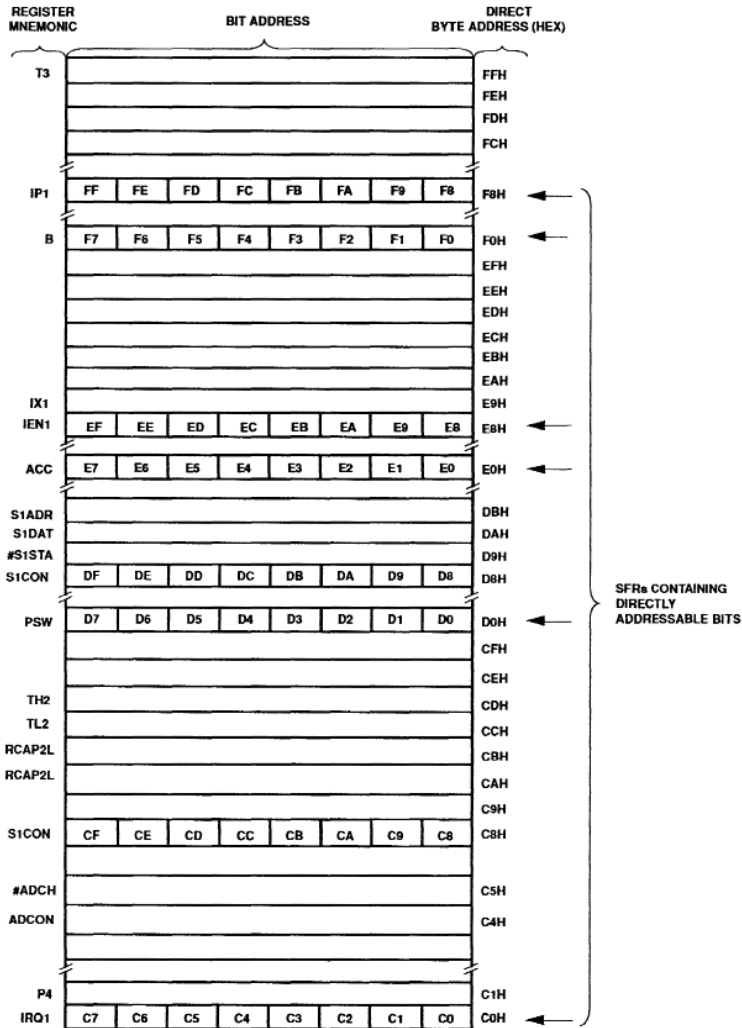 REGISTER MNEMONIC BIT ADDRESS DIRECT BYTE ADDRESS (HEX)
T3 FFH
FEH
FDH
FCH
IP1 FF FE FD FC FB FA F9 F8 F8H
B F7 F6 F5 F4 F3 F2 F1 F0 F0H
EFH
EEH
EDH
ECH
EBH
EAH
IX1 E9H
IEN1 EF EE ED EC EB EA E9 E8 E8H
ACC E7 E6 E5 E4 E3 E2 E1 E0 E0H
S1ADR DBH
S1DAT DAH
#S1STA D9H
S1CON DF DE DD DC DB DA D9 D8 D8H
SFRs CONTAINING
DIRECTLY
ADDRESSABLE BITS
PSW D7 D6 D5 D4 D3 D2 D1 D0 D0H
CFH
CEH
TH2 CDH
TL2 CCH
RCAP2L CBH
RCAP2L CAH
C9H
S1CON CF CE CD CC CB CA C9 C8 C8H
#ADCH C5H
ADCON C4H
P4 C1H
IRQ1 C7 C6 C5 C4 C3 C2 C1 C0 C0H